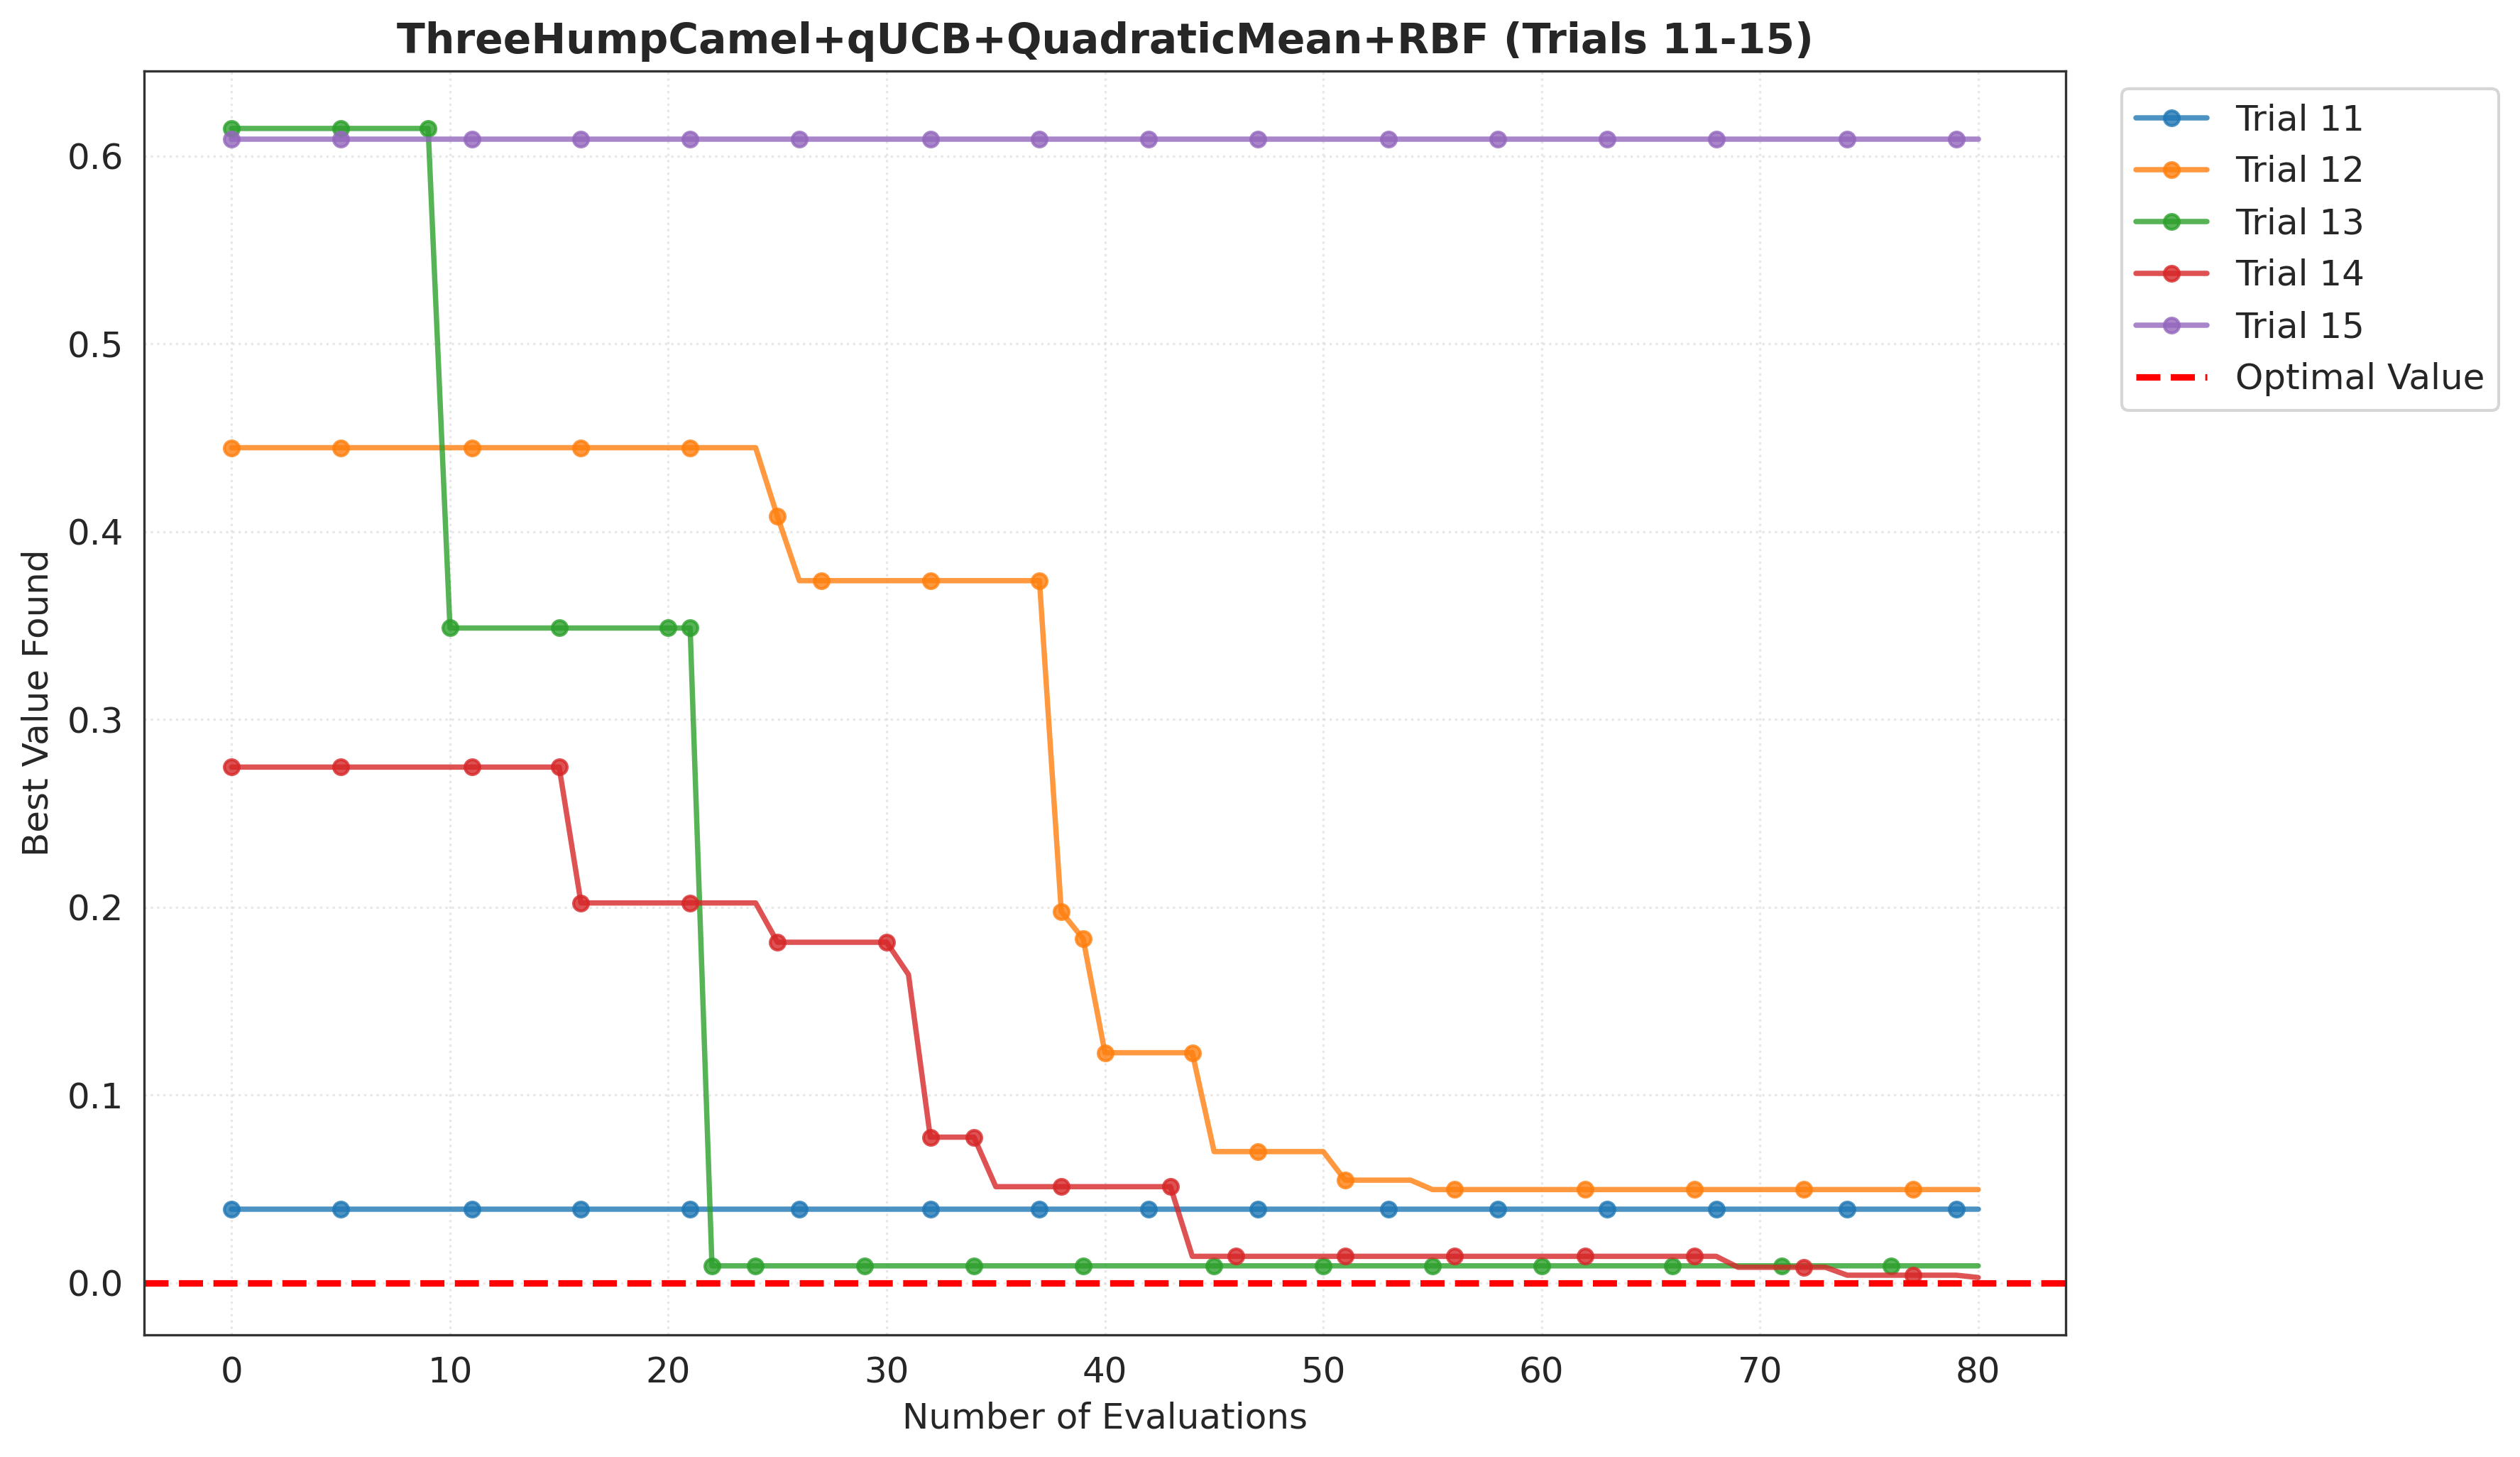 ThreeHumpCamel+qUCB+QuadraticMean+RBF (Trials 11-15)
Best Value Found
0.6
0.5
0.4
0.3
0.2
0.1
0.0
0 10 20 30 40 50 60 70 80
Number of Evaluations
Trial 11
Trial 12
Trial 13
Trial 14
Trial 15
Optimal Value